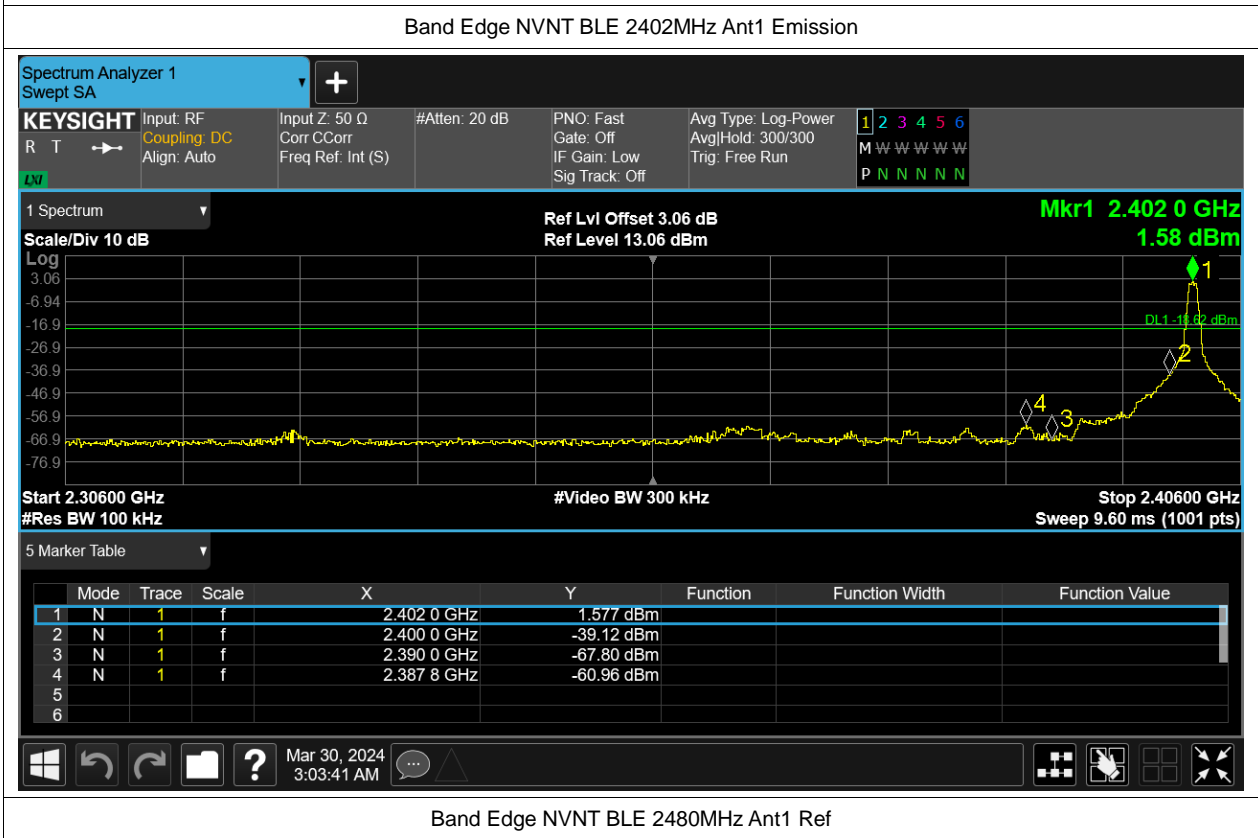 Band Edge NVNT BLE 2402MHz Ant1 Emission
Spectrum Analyzer 1
Swept SA
+
KEYSIGHT
R T
LXI
Input: RF
Coupling: DC
Align: Auto
Input Z: 50 Ω
Corr CCorr
Freq Ref: Int (S)
#Atten: 20 dB
PNO: Fast
Gate: Off
IF Gain: Low
Sig Track: Off
Avg Type: Log-Power
Avg|Hold: 300/300
Trig: Free Run
1 2 3 4 5 6
M W W W W W
P N N N N N
1 Spectrum
Scale/Div 10 dB
Ref Lvl Offset 3.06 dB
Ref Level 13.06 dBm
Mkr1 2.402 0 GHz
1.58 dBm
Log
3.06
-6.94
-16.9
-26.9
-36.9
-46.9
-56.9
-66.9
-76.9
1
DL1 -18.62 dBm
2
4
3
Start 2.30600 GHz
#Video BW 300 kHz
Stop 2.40600 GHz
#Res BW 100 kHz
Sweep 9.60 ms (1001 pts)
5 Marker Table
Mode Trace Scale X Y Function Function Width Function Value
1 N 1 f 2.402 0 GHz 1.577 dBm
2 N 1 f 2.400 0 GHz -39.12 dBm
3 N 1 f 2.390 0 GHz -67.80 dBm
4 N 1 f 2.387 8 GHz -60.96 dBm
5
6
?
Mar 30, 2024
3:03:41 AM
Band Edge NVNT BLE 2480MHz Ant1 Ref